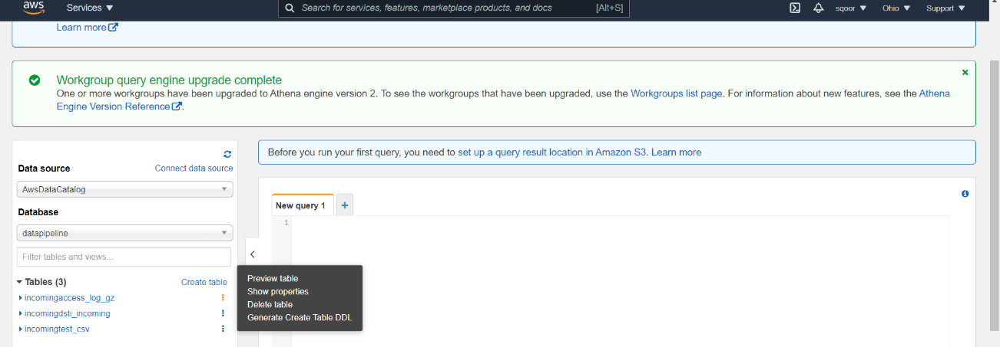 aws
Services
Search for services, features, marketplace products, and docs
[Alt+S]
sqoor
Ohio
Support
Learn more
Workgroup query engine upgrade complete
One or more workgroups have been upgraded to Athena engine version 2. To see the workgroups that have been upgraded, use the Workgroups list page. For information about new features, see the Athena
Engine Version Reference.
Data source
Connect data source
AwsDataCatalog
Database
datapipeline
Filter tables and views...
Tables (3)
Create table
incomingaccess_log_gz
incomingdsti_incoming
incomingtest_csv
Preview table
Show properties
Delete table
Generate Create Table DDL
Before you run your first query, you need to set up a query result location in Amazon S3. Learn more
New query 1
1